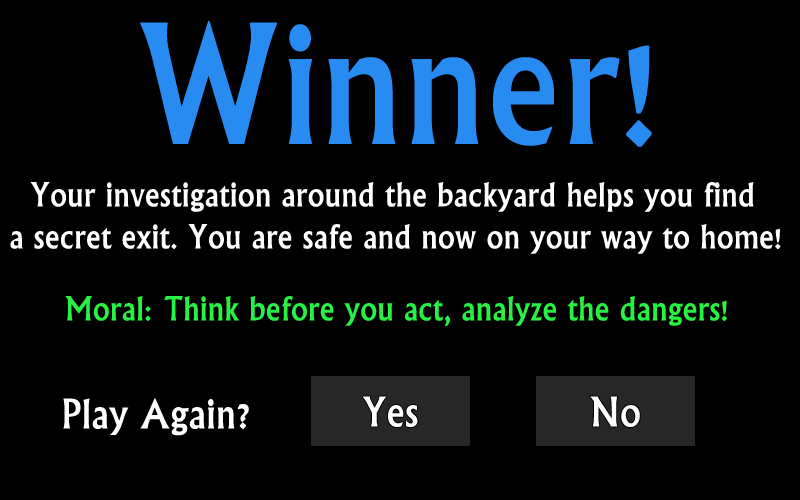 Winner!
Your investigation around the backyard helps you find
a secret exit. You are safe and now on your way to home!
Moral: Think before you act, analyze the dangers!
Play Again? Yes No